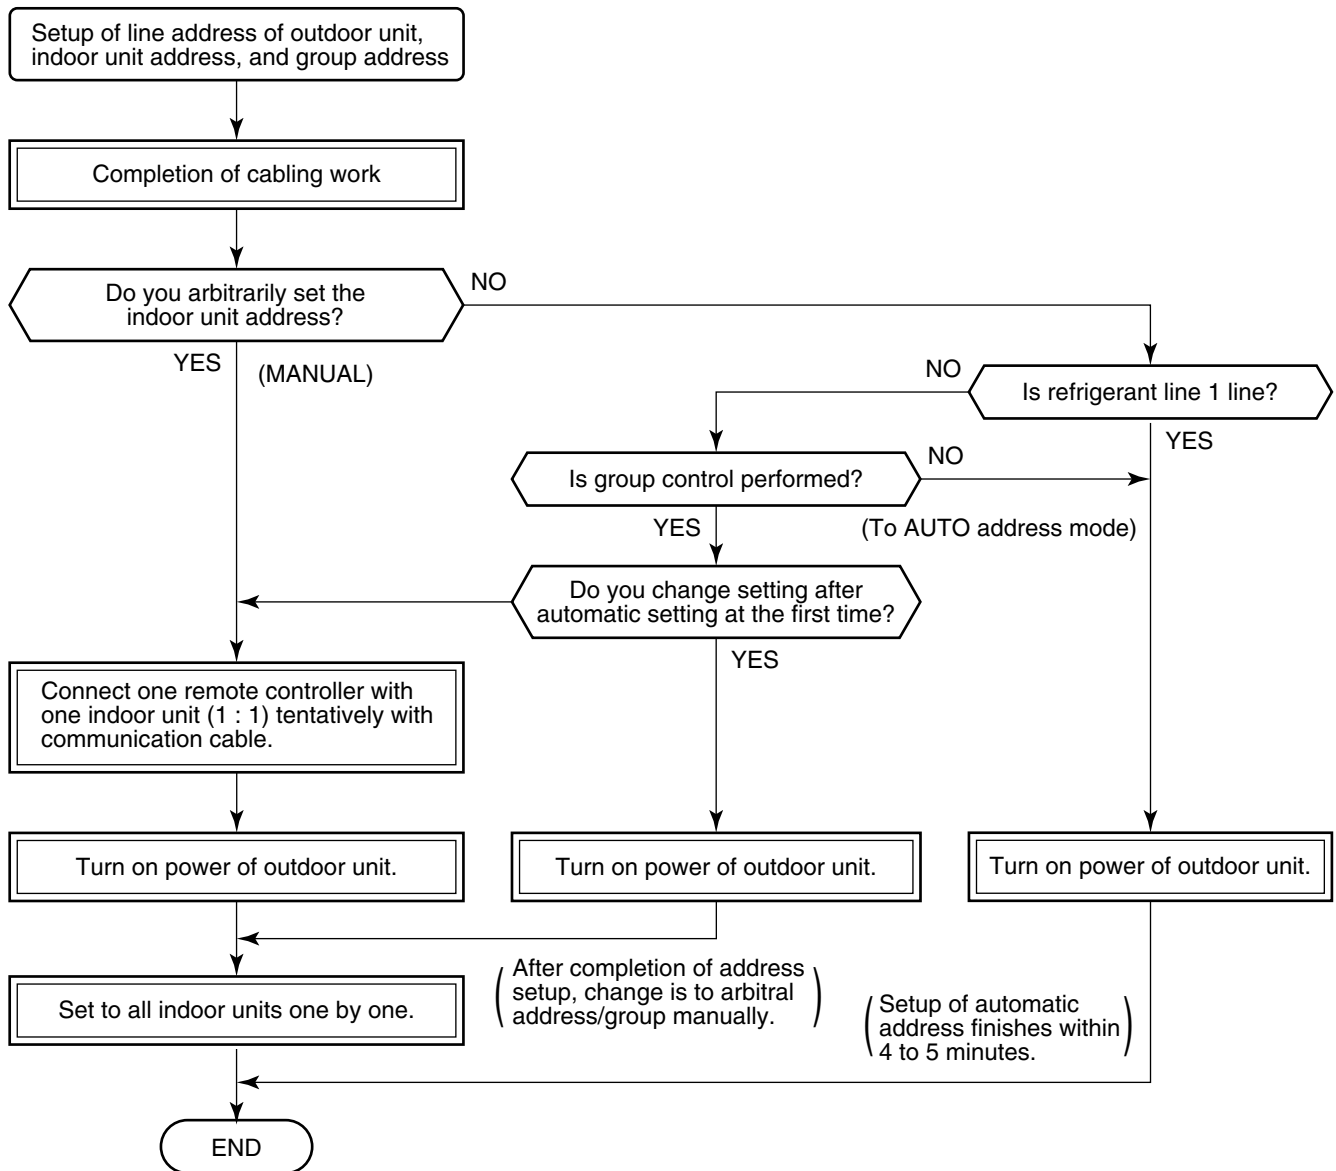 Setup of line address of outdoor unit,
indoor unit address, and group address
Completion of cabling work
Do you arbitrarily set the
indoor unit address?
NO
YES
(MANUAL)
NO
Is refrigerant line 1 line?
YES
Is group control performed?
NO
YES
(To AUTO address mode)
Do you change setting after
automatic setting at the first time?
YES
Connect one remote controller with
one indoor unit (1 : 1) tentatively with
communication cable.
Turn on power of outdoor unit.
Turn on power of outdoor unit.
Turn on power of outdoor unit.
(After completion of address
setup, change is to arbitral
address/group manually.)
Set to all indoor units one by one.
(Setup of automatic
address finishes within
4 to 5 minutes.)
END